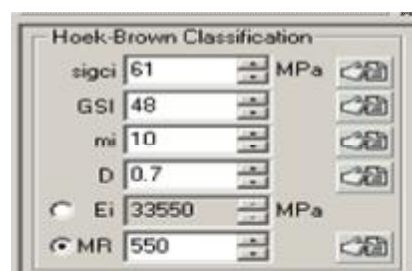 Hoek-Brown Classification
sigci 61 MPa
GSI 48
mi 10
D 0.7
Ei 33550 MPa
MR 550